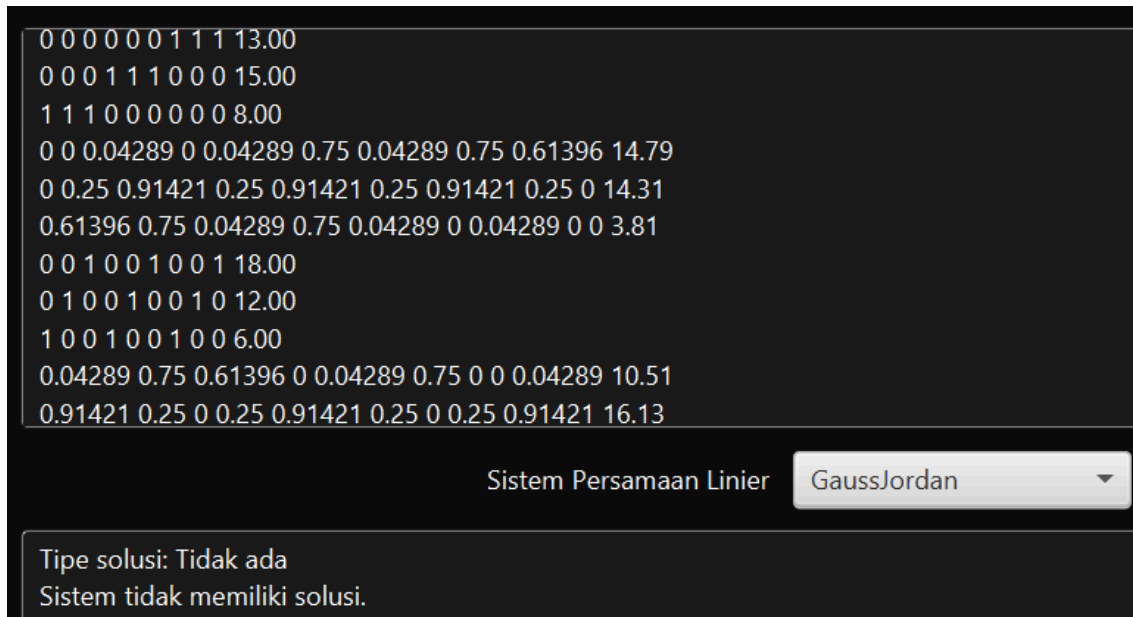 0 0 0 0 0 0 1 1 1 13.00
0 0 0 1 1 1 0 0 0 15.00
1 1 1 0 0 0 0 0 0 8.00
0 0 0.04289 0 0.04289 0.75 0.04289 0.75 0.61396 14.79
0 0.25 0.91421 0.25 0.91421 0.25 0.91421 0.25 0 14.31
0.61396 0.75 0.04289 0.75 0.04289 0 0.04289 0 0 3.81
0 0 1 0 0 1 0 0 1 18.00
0 1 0 0 1 0 0 1 0 12.00
1 0 0 1 0 0 1 0 0 6.00
0.04289 0.75 0.61396 0 0.04289 0.75 0 0 0.04289 10.51
0.91421 0.25 0 0.25 0.91421 0.25 0 0.25 0.91421 16.13
Sistem Persamaan Linier
GaussJordan
Tipe solusi: Tidak ada
Sistem tidak memiliki solusi.